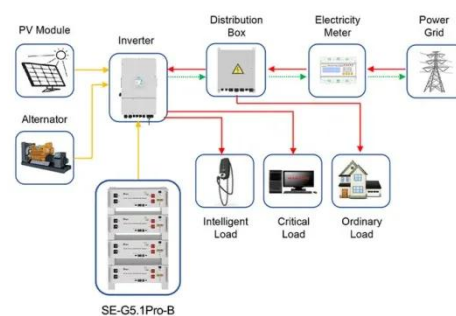 PV Module
Inverter
Distribution
Box
Electricity
Meter
Power
Grid
Alternator
Intelligent
Load
Critical
Load
Ordinary
Load
SE-G5.1Pro-B